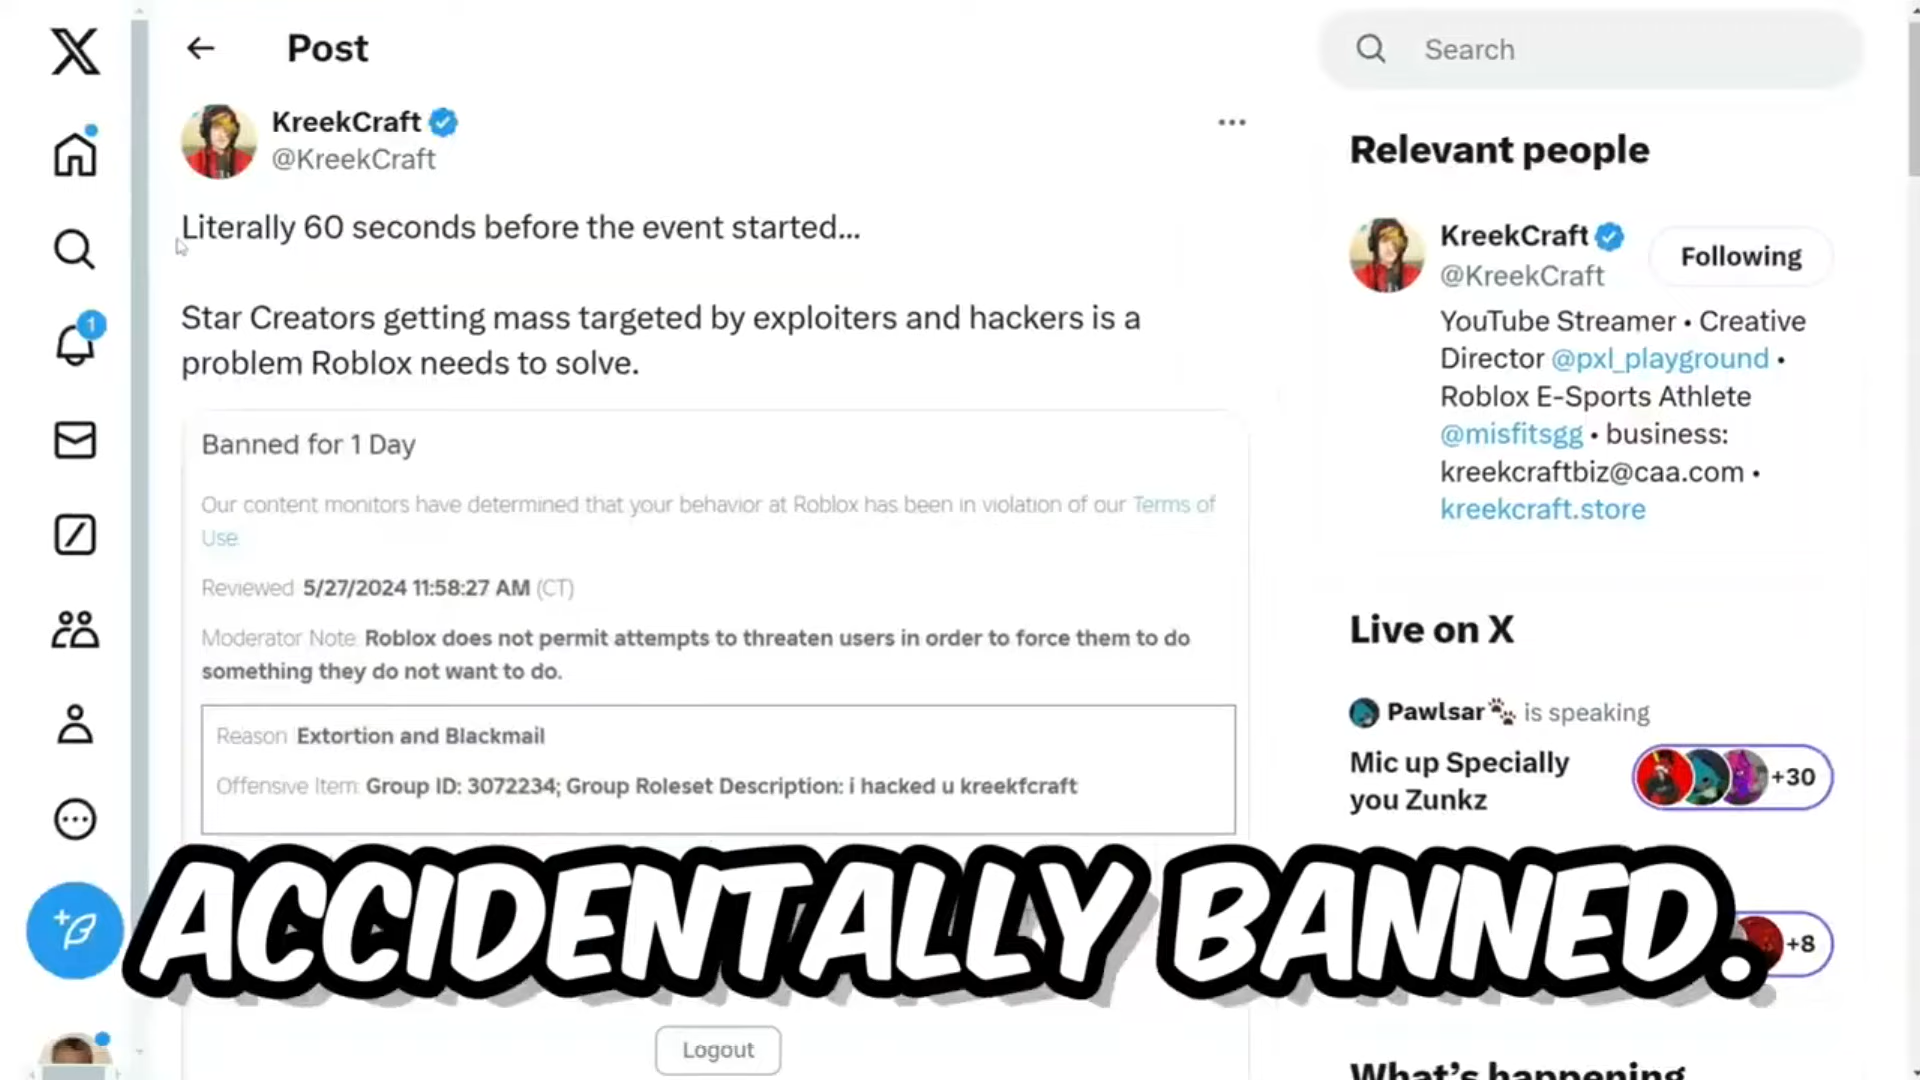 Post
KreekCraft
@KreekCraft
Literally 60 seconds before the event started...
Star Creators getting mass targeted by exploiters and hackers is a
problem Roblox needs to solve.
Banned for 1 Day
Our content monitors have determined that your behavior at Roblox has been in violation of our Terms of
Use.
Reviewed: 5/27/2024 11:58:27 AM (CT)
Moderator Note: Roblox does not permit attempts to threaten users in order to force them to do
something they do not want to do.
Reason: Extortion and Blackmail
Offensive Item: Group ID: 3072234; Group Roleset Description: i hacked u kreekfcraft
ACCIDENTALLY BANNED.
Logout
Search
Relevant people
KreekCraft
@KreekCraft
Following
YouTube Streamer • Creative
Director @pxl_playground •
Roblox E-Sports Athlete
@misfitsgg • business:
kreekcraftbiz@caa.com •
kreekcraft.store
Live on X
Pawlsar🐾 is speaking
Mic up Specially
you Zunkz
+30
+8
What's happening
1